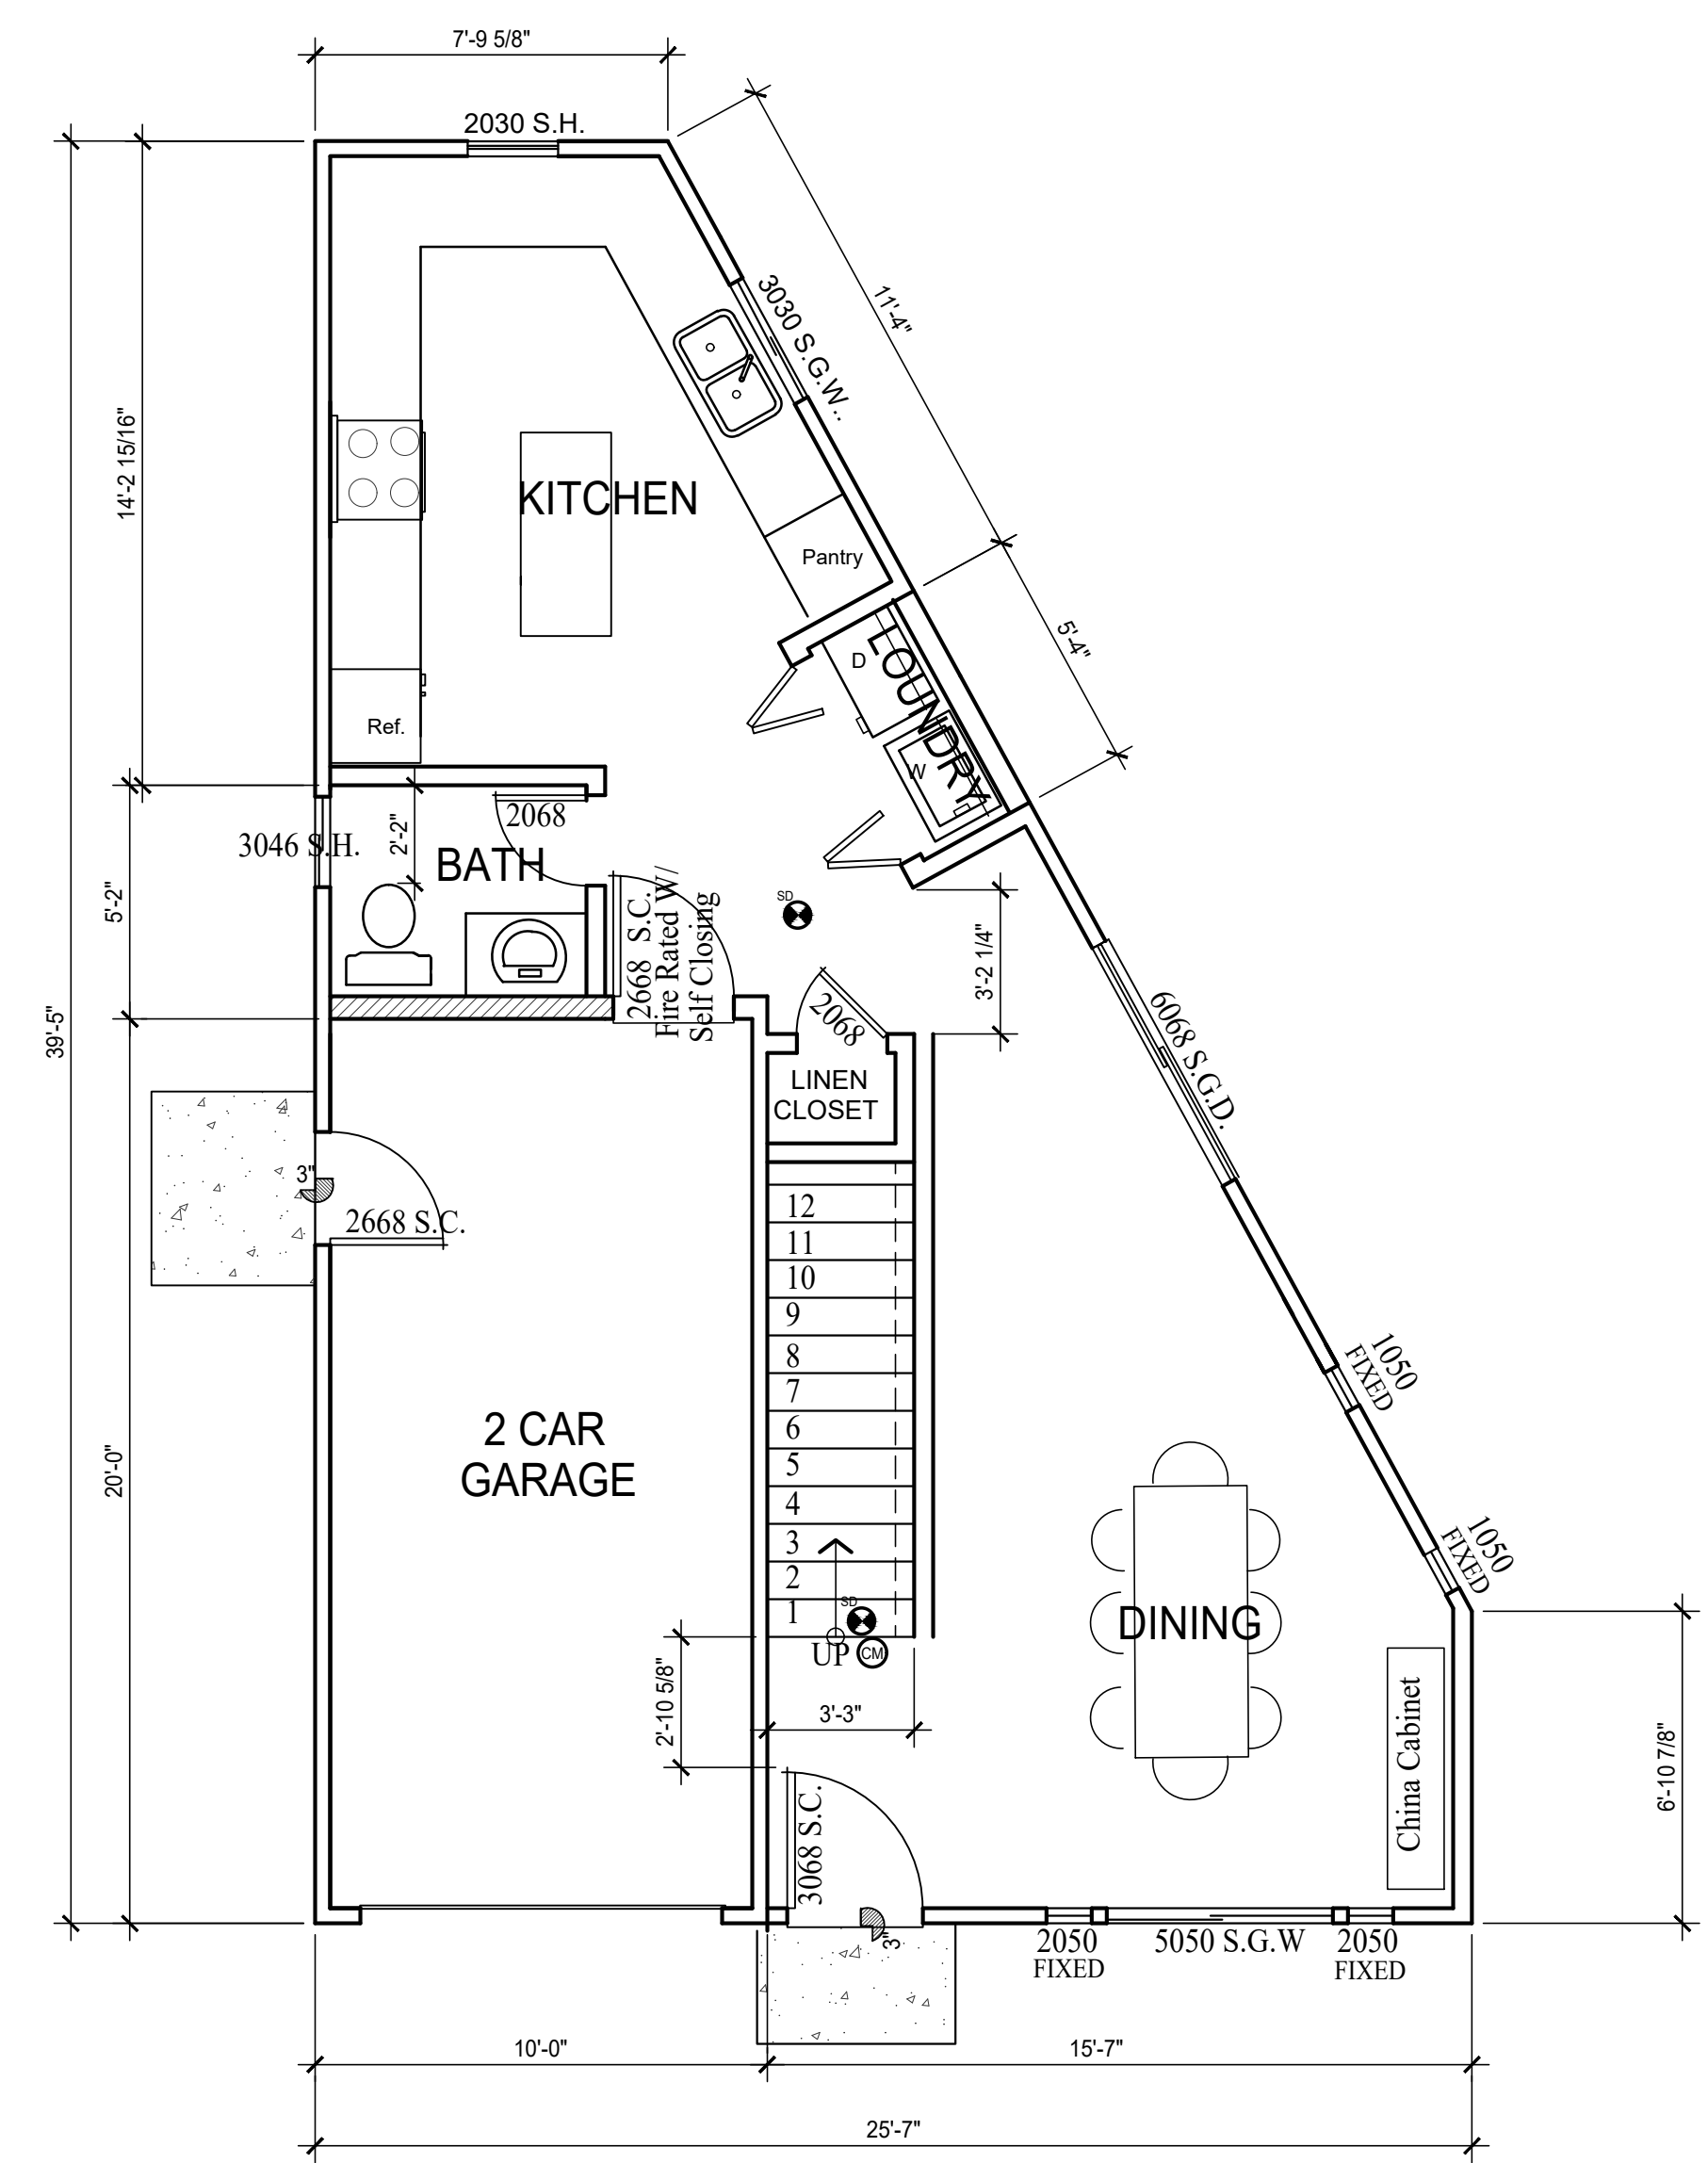 7'-9 5/8"
2030 S.H.
11'-4"
3030 S.G.W..
14'-2 15/16"
KITCHEN
Pantry
5'-4"
LOUNDRY
D
W
Ref.
2068
3046 S.H.
2'-2"
BATH
5'-2"
2668 S.C.
Fire Rated W/
Self Closing
SD
3'-2 1/4"
2068
6068 S.G.D.
39'-5"
LINEN
CLOSET
3"
2668 S.C.
12
11
10
9
8
7
6
5
4
3
2
1
1050
FIXED
2 CAR
GARAGE
20'-0"
1050
FIXED
SD
UP
CM
DINING
2'-10 5/8"
3'-3"
China Cabinet
6'-10 7/8"
3068 S.C.
3"
2050
FIXED
5050 S.G.W
2050
FIXED
10'-0"
15'-7"
25'-7"